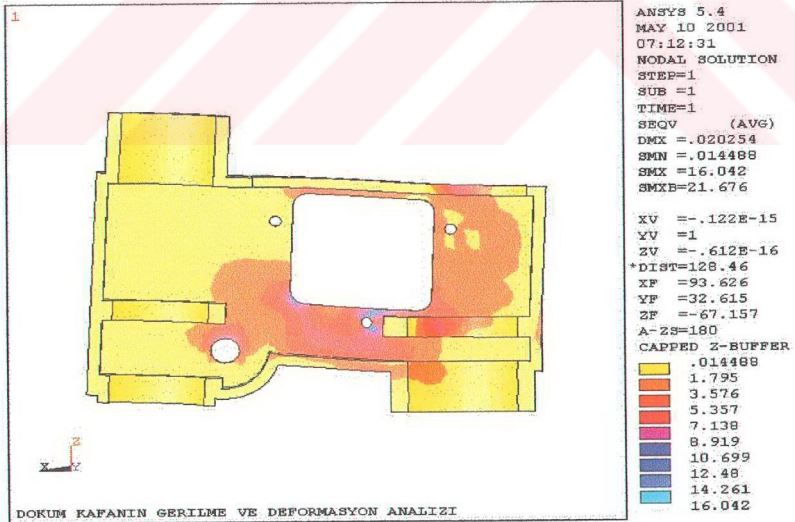 1
ANSYS 5.4
MAY 10 2001
07:12:31
NODAL SOLUTION
STEP=1
SUB =1
TIME=1
SEQV (AVG)
DMX =.020254
SMN =.014488
SMX =16.042
SMXB=21.676
XV =-.122E-15
YV =1
ZV =-.612E-16
*DIST=128.46
XF =93.626
YF =32.615
ZF =-67.157
A-ZS=180
CAPPED Z-BUFFER
.014488
1.795
3.576
5.357
7.138
8.919
10.699
12.48
14.261
16.042
Z
X Y
DOKUM KAFANIN GERILME VE DEFORMASYON ANALIZI